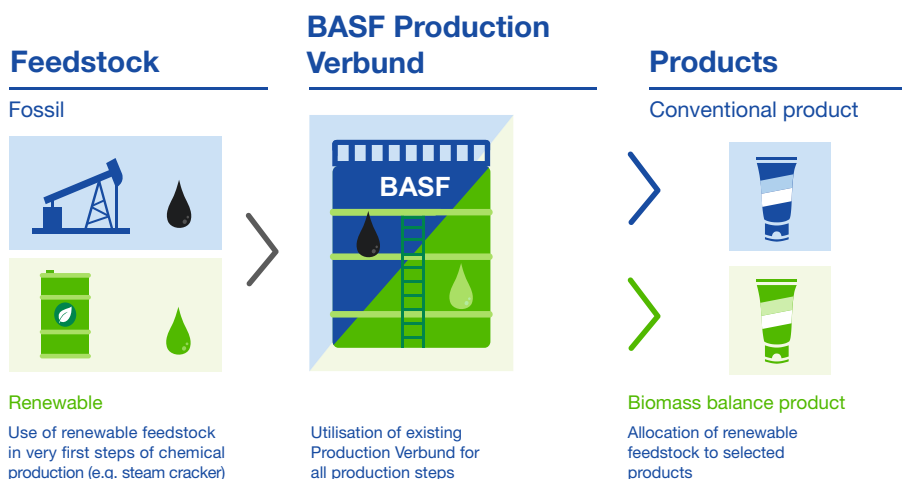 Feedstock
Fossil
Renewable
Use of renewable feedstock
in very first steps of chemical
production (e.g. steam cracker)
BASF Production
Verbund
BASF
Utilisation of existing
Production Verbund for
all production steps
Products
Conventional product
Biomass balance product
Allocation of renewable
feedstock to selected
products